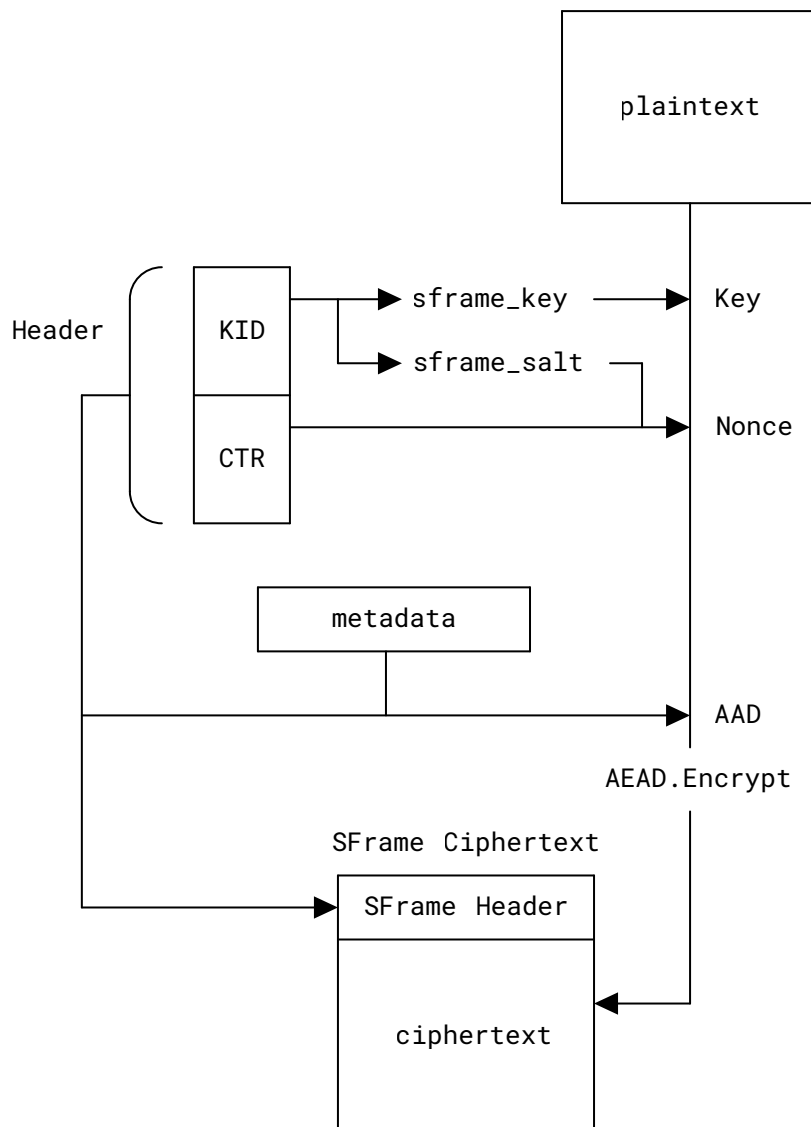 plaintext
sframe_key
Key
Header
KID
sframe_salt
Nonce
CTR
metadata
AAD
AEAD.Encrypt
SFrame Ciphertext
SFrame Header
ciphertext